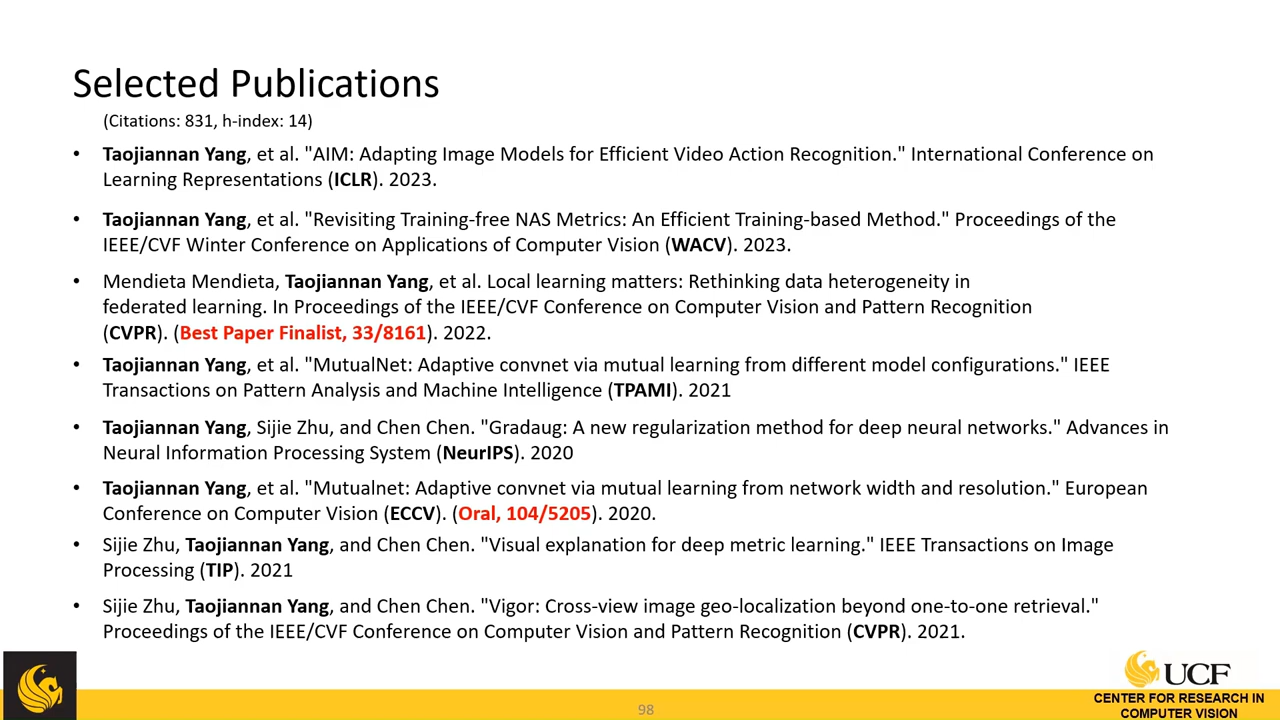 Selected Publications
(Citations: 831, h-index: 14)
• Taojiannan Yang, et al. "AIM: Adapting Image Models for Efficient Video Action Recognition." International Conference on
Learning Representations (ICLR). 2023.
• Taojiannan Yang, et al. "Revisiting Training-free NAS Metrics: An Efficient Training-based Method." Proceedings of the
IEEE/CVF Winter Conference on Applications of Computer Vision (WACV). 2023.
• Mendieta Mendieta, Taojiannan Yang, et al. Local learning matters: Rethinking data heterogeneity in
federated learning. In Proceedings of the IEEE/CVF Conference on Computer Vision and Pattern Recognition
(CVPR). (Best Paper Finalist, 33/8161). 2022.
• Taojiannan Yang, et al. "MutualNet: Adaptive convnet via mutual learning from different model configurations." IEEE
Transactions on Pattern Analysis and Machine Intelligence (TPAMI). 2021
• Taojiannan Yang, Sijie Zhu, and Chen Chen. "Gradaug: A new regularization method for deep neural networks." Advances in
Neural Information Processing System (NeurIPS). 2020
• Taojiannan Yang, et al. "Mutualnet: Adaptive convnet via mutual learning from network width and resolution." European
Conference on Computer Vision (ECCV). (Oral, 104/5205). 2020.
• Sijie Zhu, Taojiannan Yang, and Chen Chen. "Visual explanation for deep metric learning." IEEE Transactions on Image
Processing (TIP). 2021
• Sijie Zhu, Taojiannan Yang, and Chen Chen. "Vigor: Cross-view image geo-localization beyond one-to-one retrieval."
Proceedings of the IEEE/CVF Conference on Computer Vision and Pattern Recognition (CVPR). 2021.
UCF
CENTER FOR RESEARCH IN
COMPUTER VISION
98